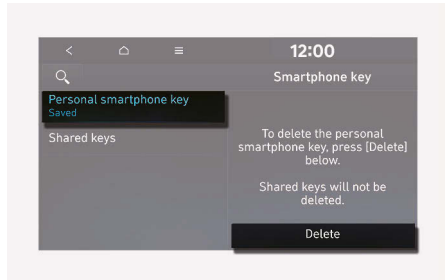 12:00
Smartphone key
Personal smartphone key
Saved
Shared keys
To delete the personal
smartphone key, press [Delete]
below.
Shared keys will not be
deleted.
Delete